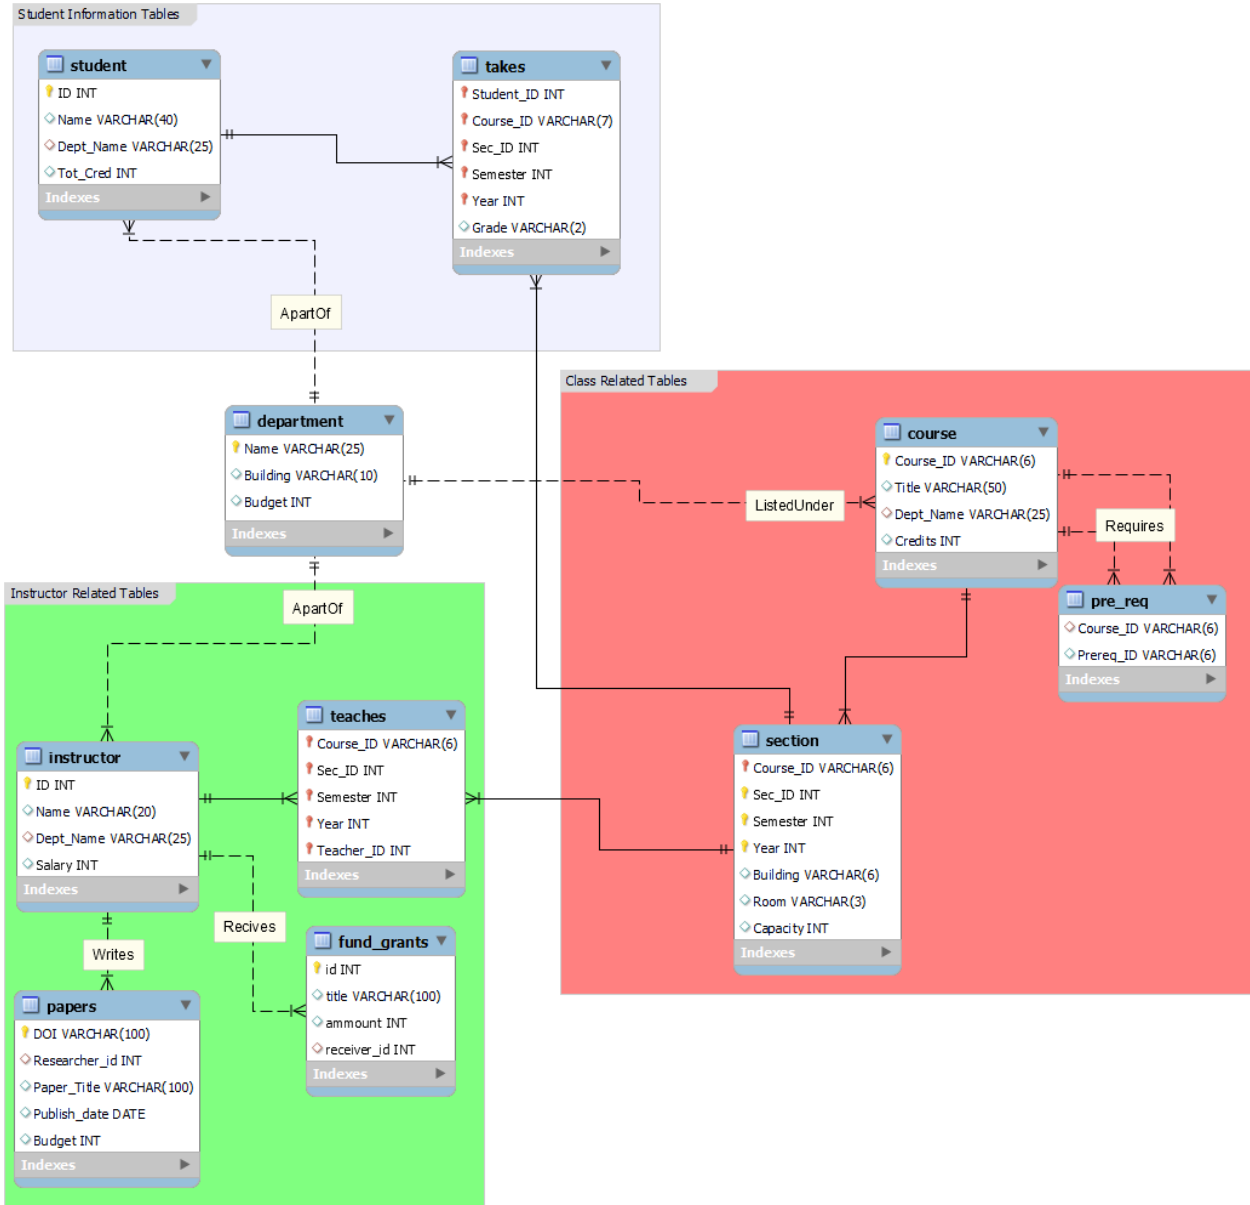 Student Information Tables
student
ID INT
Name VARCHAR(40)
Dept_Name VARCHAR(25)
Tot_Cred INT
Indexes
takes
Student_ID INT
Course_ID VARCHAR(7)
Sec_ID INT
Semester INT
Year INT
Grade VARCHAR(2)
Indexes
ApartOf
department
Name VARCHAR(25)
Building VARCHAR(10)
Budget INT
Indexes
Class Related Tables
course
Course_ID VARCHAR(6)
Title VARCHAR(50)
Dept_Name VARCHAR(25)
Credits INT
Indexes
ListedUnder
Requires
pre_req
Course_ID VARCHAR(6)
Prereq_ID VARCHAR(6)
Indexes
section
Course_ID VARCHAR(6)
Sec_ID INT
Semester INT
Year INT
Building VARCHAR(6)
Room VARCHAR(3)
Capacity INT
Indexes
Instructor Related Tables
ApartOf
teaches
Course_ID VARCHAR(6)
Sec_ID INT
Semester INT
Year INT
Teacher_ID INT
Indexes
instructor
ID INT
Name VARCHAR(20)
Dept_Name VARCHAR(25)
Salary INT
Indexes
Recives
Writes
fund_grants
id INT
title VARCHAR(100)
ammount INT
receiver_id INT
Indexes
papers
DOI VARCHAR(100)
Researcher_id INT
Paper_Title VARCHAR(100)
Publish_date DATE
Budget INT
Indexes